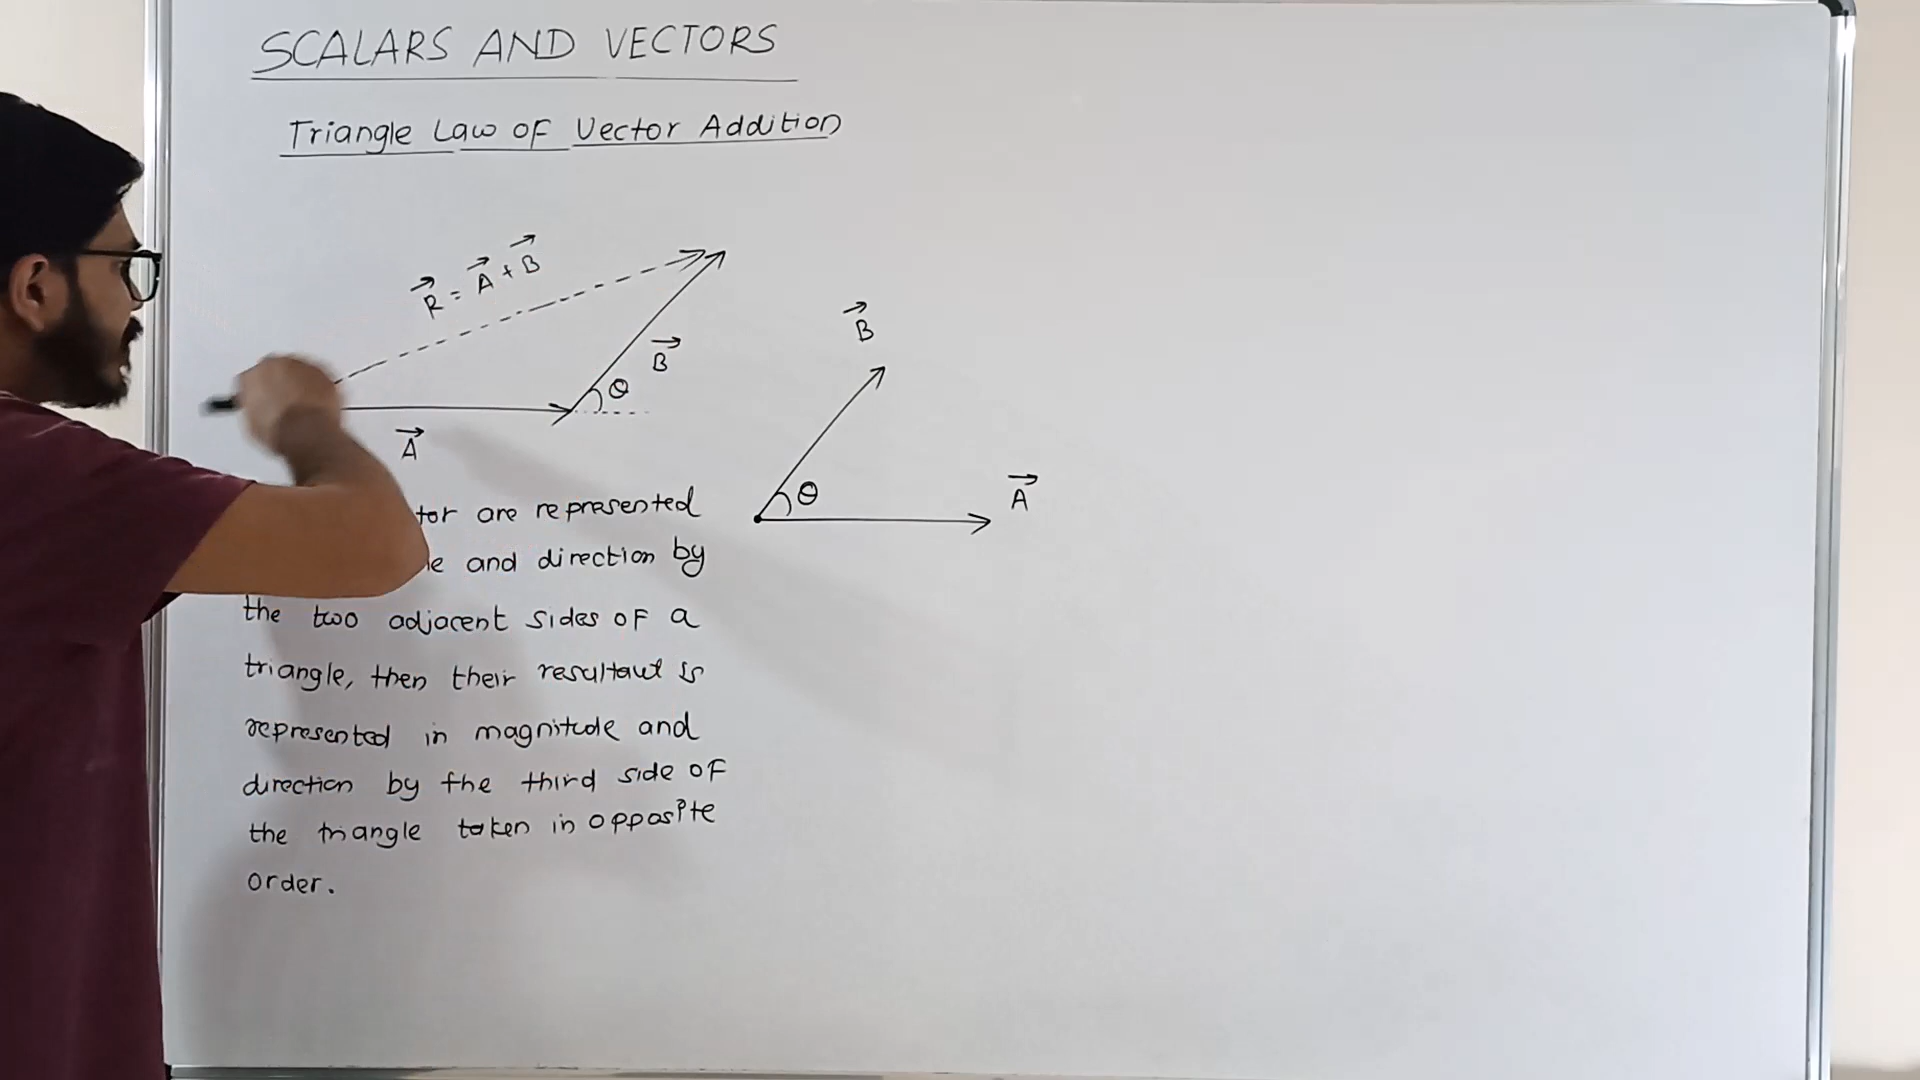 SCALARS AND VECTORS
Triangle Law OF Vector Addition
R⃗ = A⃗ + B⃗
B⃗
θ
A⃗
B⃗
θ
A⃗
are represented
and direction by
the two adjacent sides OF a
triangle, then their resultant is
represented in magnitude and
direction by the third side OF
the triangle taken in opposite
order.